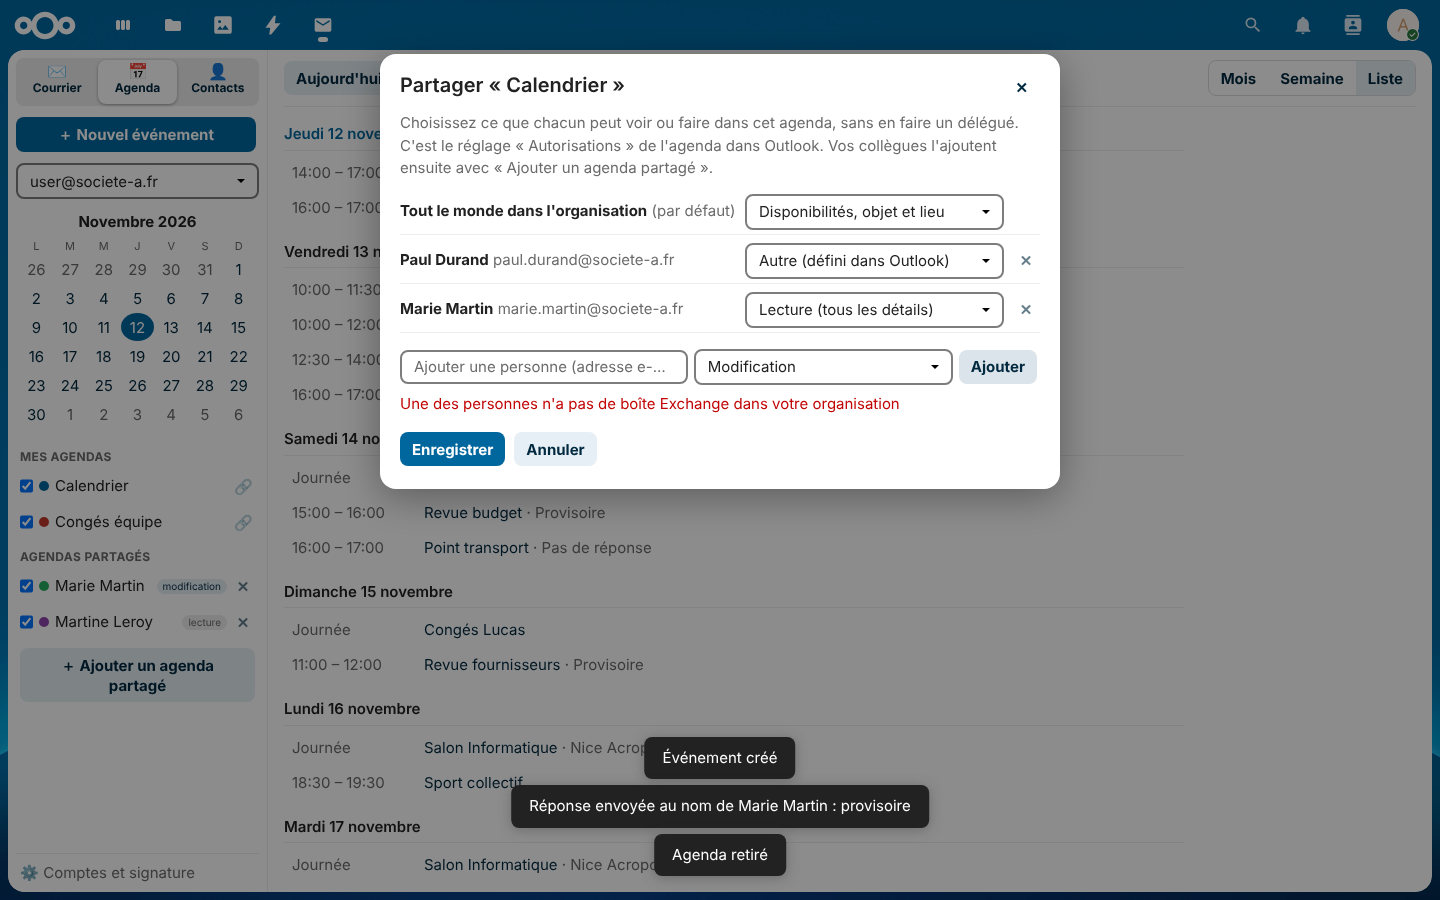 A
Courrier
Agenda
Contacts
+ Nouvel événement
user@societe-a.fr
Novembre 2026
L M M J V S D
26 27 28 29 30 31 1
2 3 4 5 6 7 8
9 10 11 12 13 14 15
16 17 18 19 20 21 22
23 24 25 26 27 28 29
30 1 2 3 4 5 6
MES AGENDAS
Calendrier
Congés équipe
AGENDAS PARTAGÉS
Marie Martin modification
Martine Leroy lecture
+ Ajouter un agenda
partagé
Comptes et signature
Aujourd'hui
Mois Semaine Liste
Jeudi 12 nove
14:00 – 17:00
16:00 – 17:00
Vendredi 13 n
10:00 – 11:30
10:00 – 12:00
12:30 – 14:00
16:00 – 17:00
Samedi 14 no
Journée
15:00 – 16:00 Revue budget · Provisoire
16:00 – 17:00 Point transport · Pas de réponse
Dimanche 15 novembre
Journée Congés Lucas
11:00 – 12:00 Revue fournisseurs · Provisoire
Lundi 16 novembre
Journée Salon Informatique · Nice Acrop
18:30 – 19:30 Sport collectif
Mardi 17 novembre
Journée Salon Informatique · Nice Acropo
Partager « Calendrier »
Choisissez ce que chacun peut voir ou faire dans cet agenda, sans en faire un délégué.
C'est le réglage « Autorisations » de l'agenda dans Outlook. Vos collègues l'ajoutent
ensuite avec « Ajouter un agenda partagé ».
Tout le monde dans l'organisation (par défaut) Disponibilités, objet et lieu
Paul Durand paul.durand@societe-a.fr Autre (défini dans Outlook)
Marie Martin marie.martin@societe-a.fr Lecture (tous les détails)
Ajouter une personne (adresse e-... Modification Ajouter
Une des personnes n'a pas de boîte Exchange dans votre organisation
Enregistrer Annuler
Événement créé
Réponse envoyée au nom de Marie Martin : provisoire
Agenda retiré